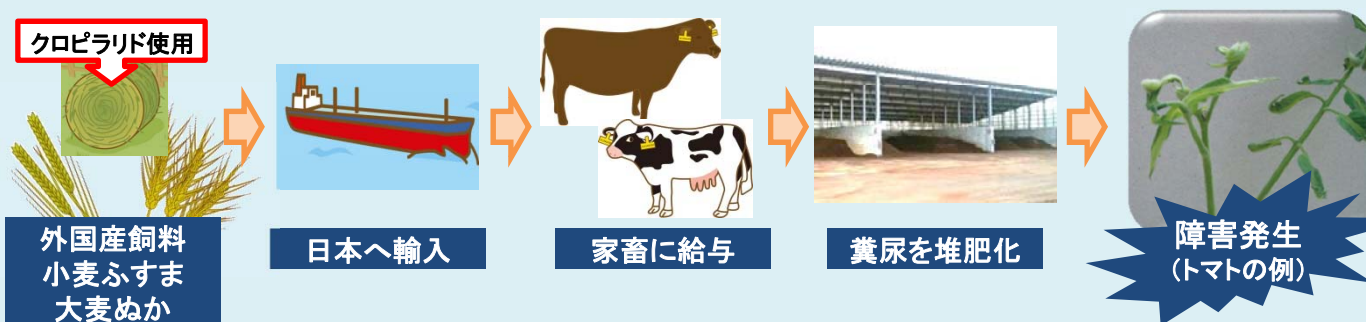 クロピラリド使用
外国産飼料
小麦ふすま
大麦ぬか
日本へ輸入
家畜に給与
糞尿を堆肥化
障害発生
(トマトの例)